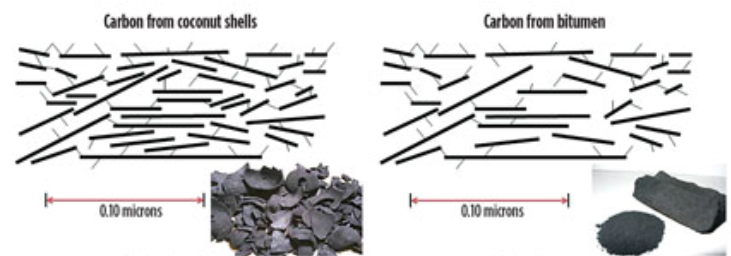 Carbon from coconut shells
Carbon from bitumen
0.10 microns
0.10 microns